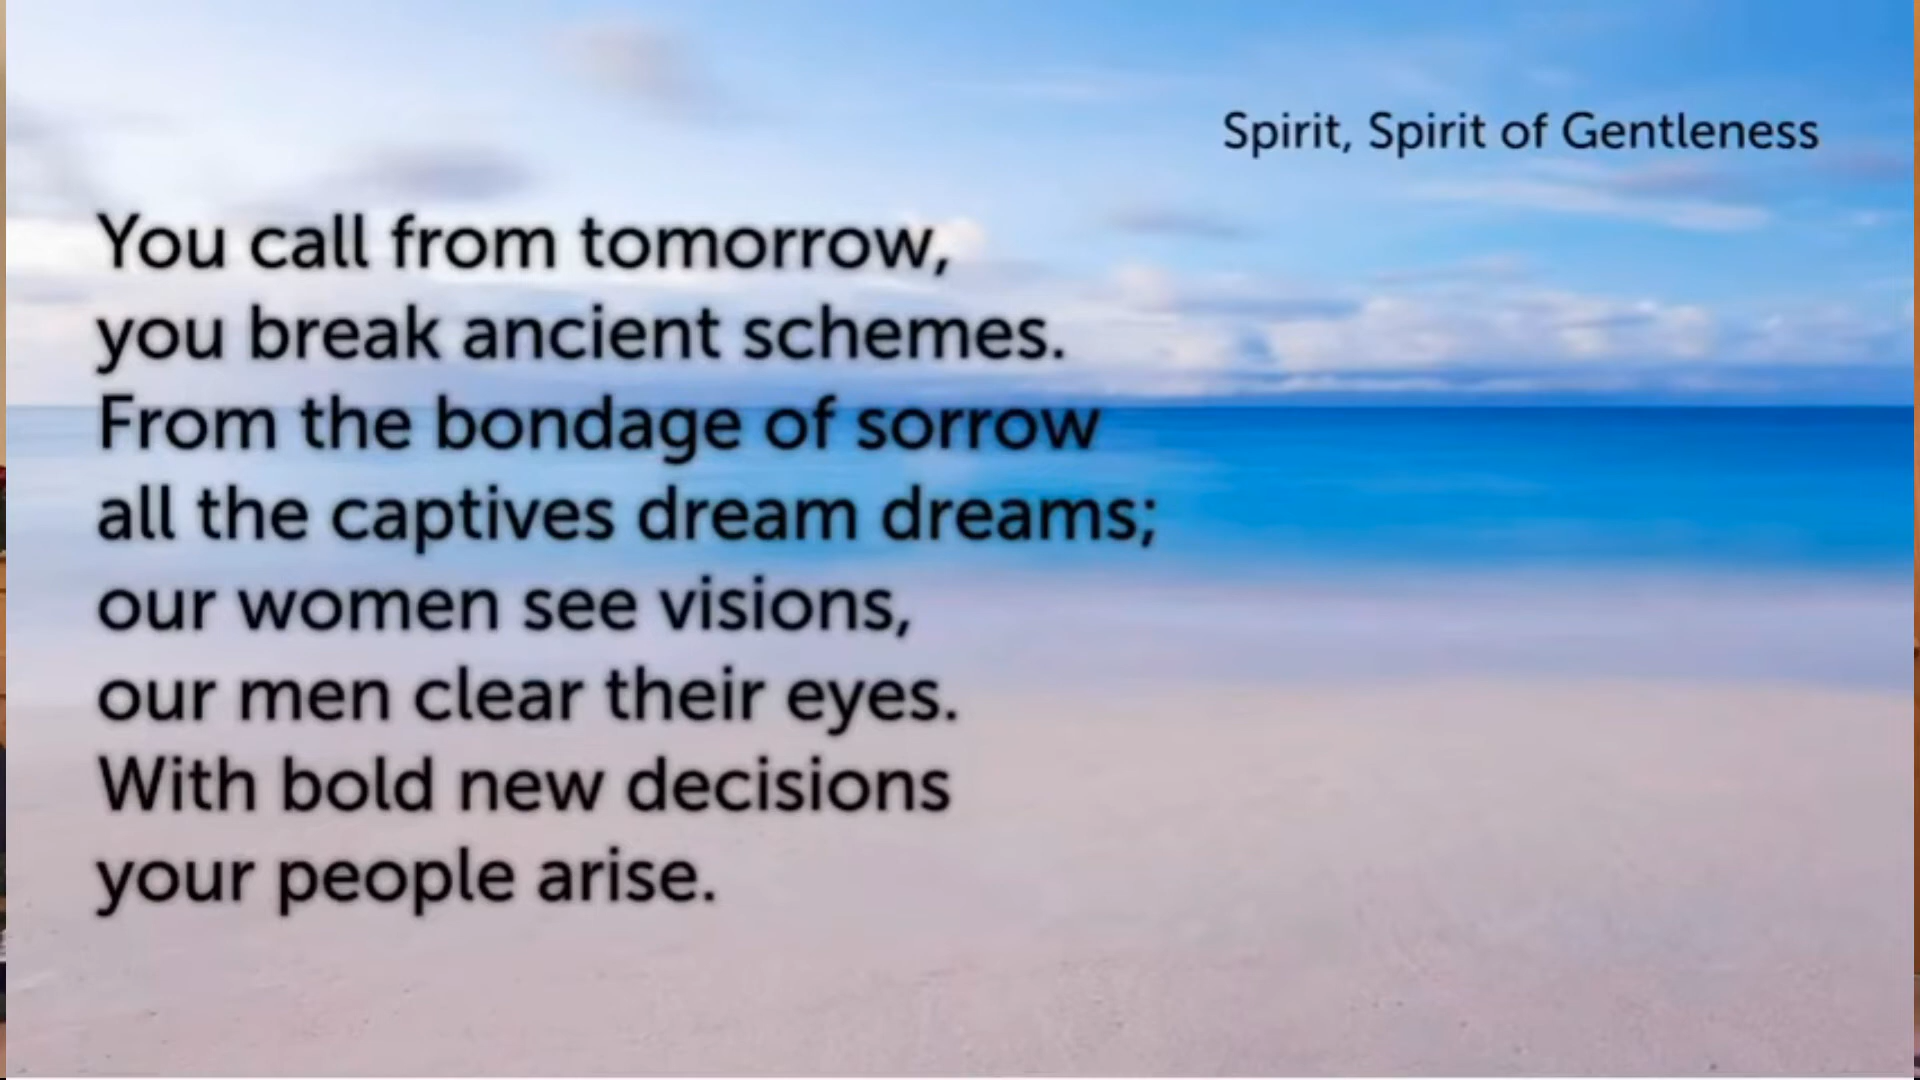 Spirit, Spirit of Gentleness
You call from tomorrow,
you break ancient schemes.
From the bondage of sorrow
all the captives dream dreams;
our women see visions,
our men clear their eyes.
With bold new decisions
your people arise.